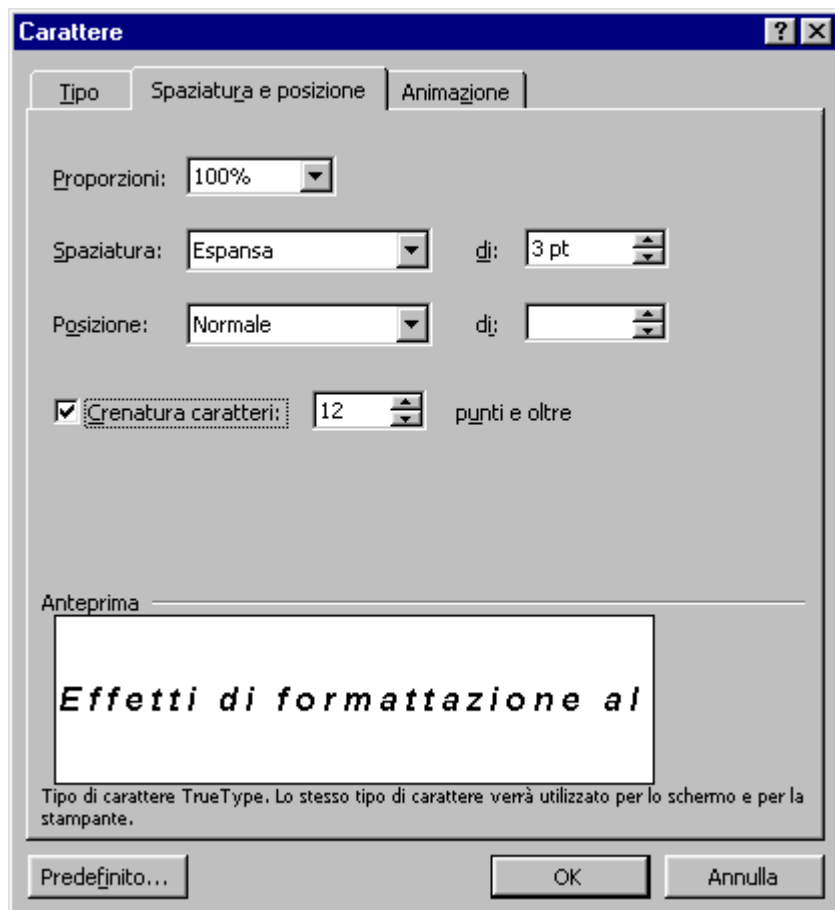 Carattere
Tipo Spaziatura e posizione Animazione
Proporzioni: 100%
Spaziatura: Espansa di: 3 pt
Posizione: Normale di:
Crenatura caratteri: 12 punti e oltre
Anteprima
Effetti di formattazione al
Tipo di carattere TrueType. Lo stesso tipo di carattere verrà utilizzato per lo schermo e per la
stampante.
Predefinito... OK Annulla